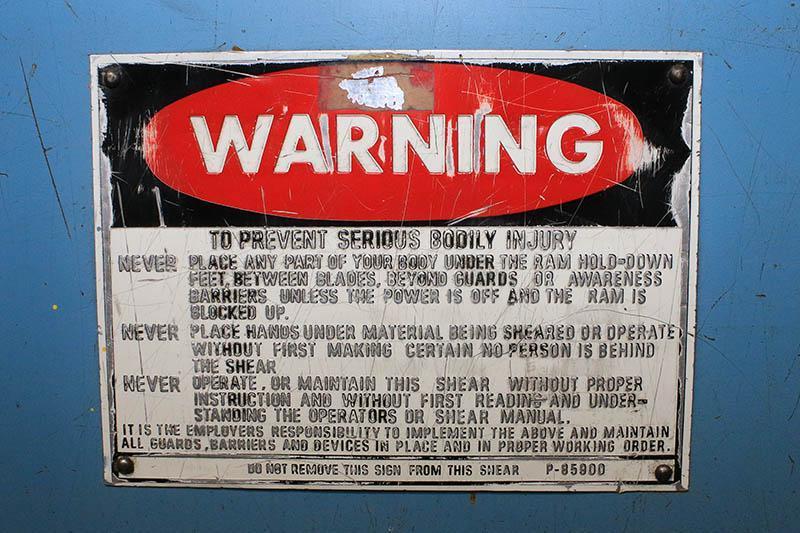 WARNING
TO PREVENT SERIOUS BODILY INJURY
NEVER PLACE ANY PART OF YOUR BODY UNDER THE RAM HOLD-DOWN
FEET, BETWEEN BLADES, BEYOND GUARDS OR AWARENESS
BARRIERS UNLESS THE POWER IS OFF AND THE RAM IS
BLOCKED UP.
NEVER PLACE HANDS UNDER MATERIAL BEING SHEARED OR OPERATE
WITHOUT FIRST MAKING CERTAIN NO PERSON IS BEHIND
THE SHEAR
NEVER OPERATE, OR MAINTAIN THIS SHEAR WITHOUT PROPER
INSTRUCTION AND WITHOUT FIRST READING AND UNDER-
STANDING THE OPERATORS OR SHEAR MANUAL.
IT IS THE EMPLOYERS RESPONSIBILITY TO IMPLEMENT THE ABOVE AND MAINTAIN
ALL GUARDS, BARRIERS AND DEVICES IN PLACE AND IN PROPER WORKING ORDER.
DO NOT REMOVE THIS SIGN FROM THIS SHEAR P-85900